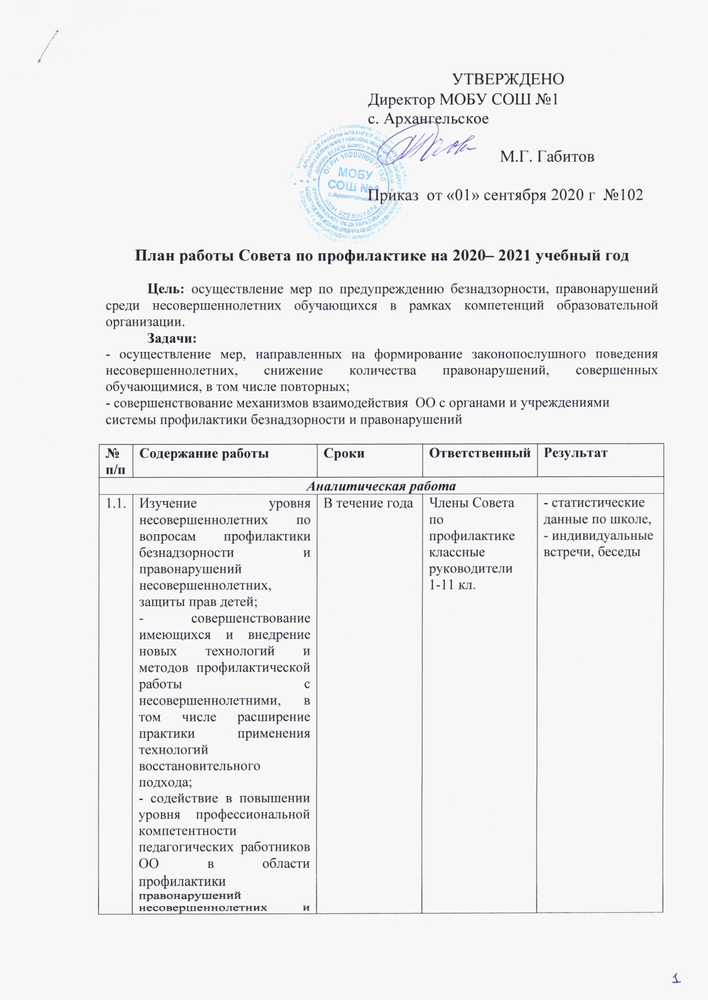 УТВЕРЖДЕНО
Директор МОБУ СОШ №1
с. Архангельское
М.Г. Габитов
ОГРН 1020200977180
МОБУ
СОШ №1
с.Архангельское
ИНН 0203001874
Приказ от «01» сентября 2020 г №102
План работы Совета по профилактике на 2020– 2021 учебный год
Цель: осуществление мер по предупреждению безнадзорности, правонарушений
среди несовершеннолетних обучающихся в рамках компетенций образовательной
организации.
Задачи:
- осуществление мер, направленных на формирование законопослушного поведения
несовершеннолетних, снижение количества правонарушений, совершенных
обучающимися, в том числе повторных;
- совершенствование механизмов взаимодействия ОО с органами и учреждениями
системы профилактики безнадзорности и правонарушений
№ п/п
Содержание работы
Сроки
Ответственный
Результат
Аналитическая работа
1.1.
Изучение уровня
несовершеннолетних по
вопросам профилактики
безнадзорности и
правонарушений
несовершеннолетних,
защиты прав детей;
- совершенствование
имеющихся и внедрение
новых технологий и
методов профилактической
работы с
несовершеннолетними, в
том числе расширение
практики применения
технологий
восстановительного
подхода;
- содействие в повышении
уровня профессиональной
компетентности
педагогических работников
ОО в области
профилактики
правонарушений
несовершеннолетних и
В течение года
Члены Совета
по
профилактике
классные
руководители
1-11 кл.
- статистические
данные по школе,
- индивидуальные
встречи, беседы
1